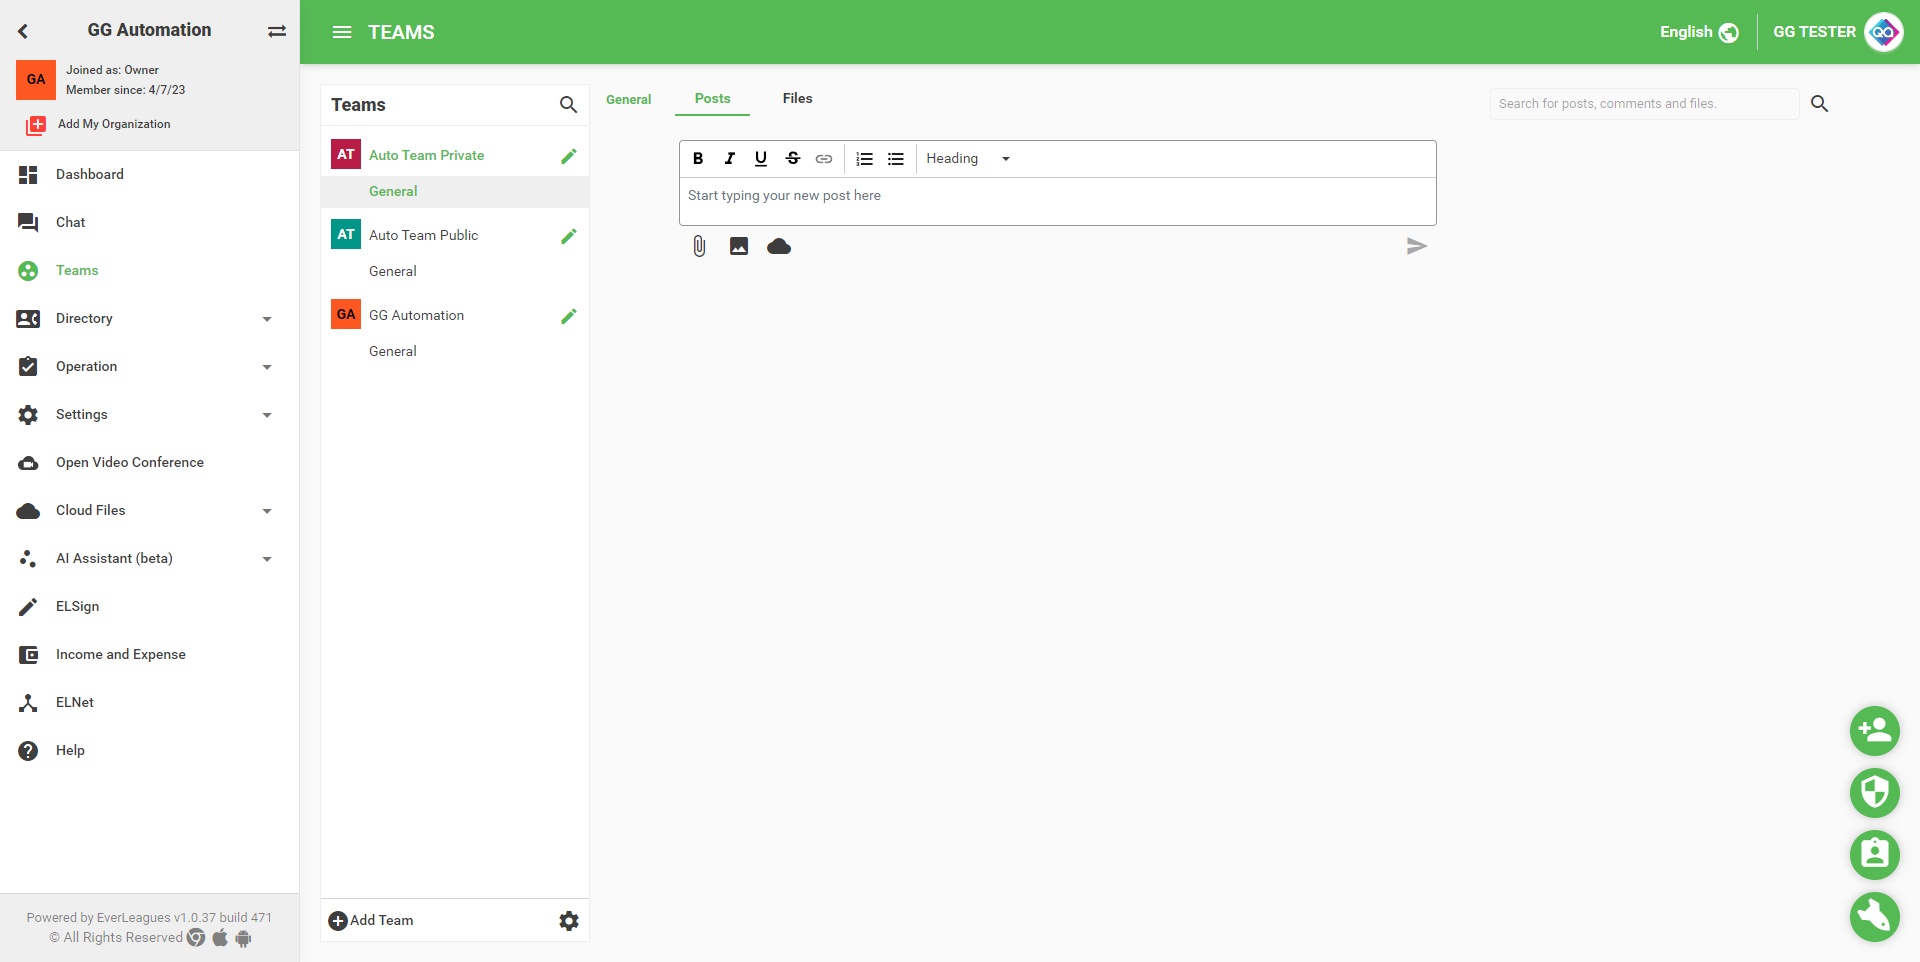 GG Automation
GA
Joined as: Owner
Member since: 4/7/23
Add My Organization
Dashboard
Chat
Teams
Directory
Operation
Settings
Open Video Conference
Cloud Files
AI Assistant (beta)
ELSign
Income and Expense
ELNet
Help
Powered by EverLeagues v1.0.37 build 471
© All Rights Reserved
TEAMS
English
GG TESTER
QA
Teams
AT Auto Team Private
General
AT Auto Team Public
General
GA GG Automation
General
Add Team
General
Posts
Files
Search for posts, comments and files.
B I U S
Heading
Start typing your new post here